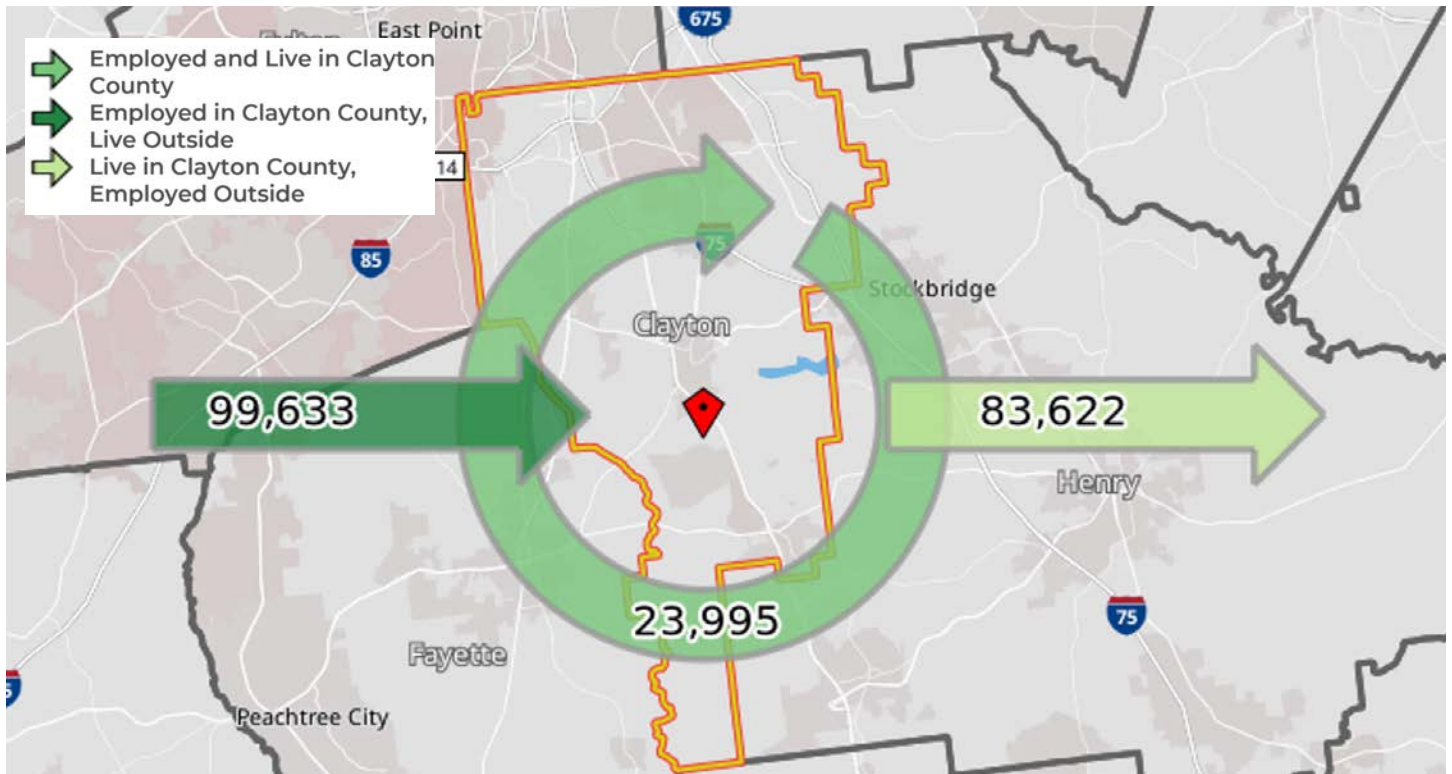 675
East Point
Fulton
Employed and Live in Clayton
County
Employed in Clayton County,
Live Outside
Live in Clayton County,
Employed Outside
14
85
75
Stockbridge
Clayton
99,633
83,622
Henry
75
23,995
Fayette
Peachtree City